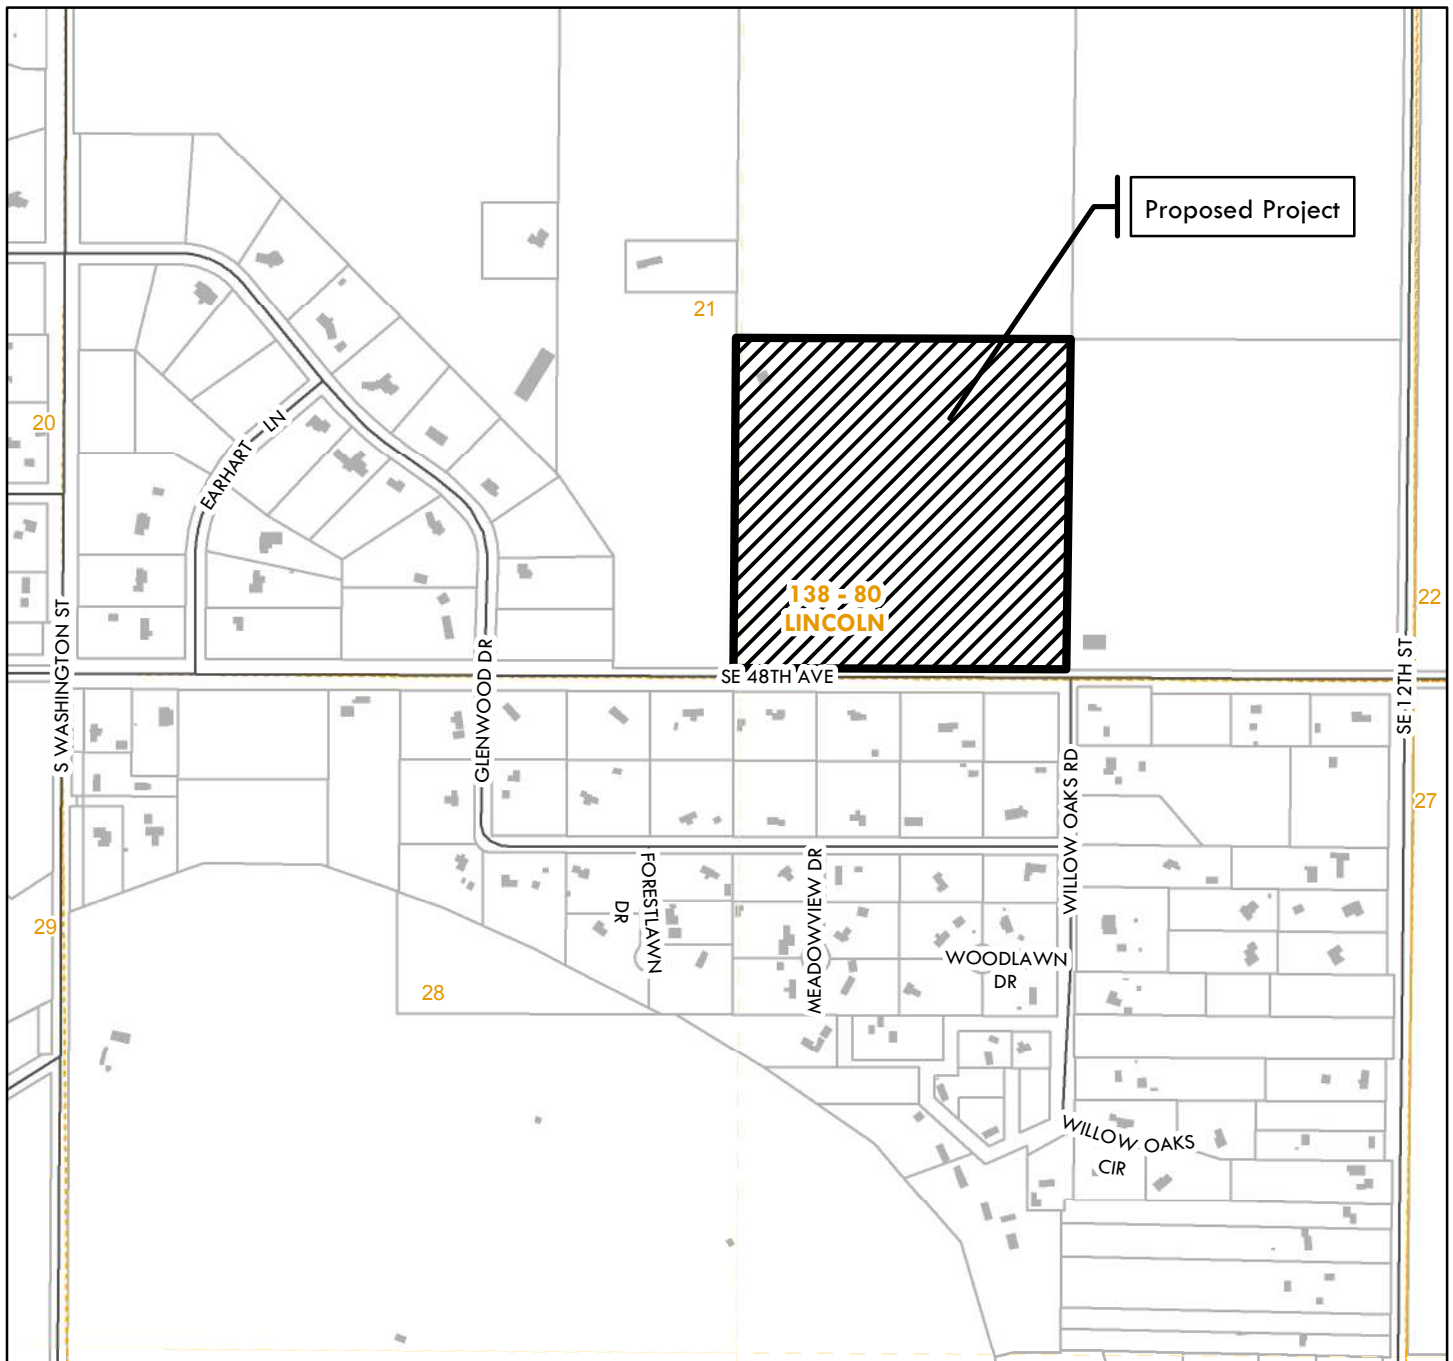 Proposed Project
21
20
EARHART LN
138 - 80
LINCOLN
22
S WASHINGTON ST
GLENWOOD DR
SE 48TH AVE
SE 12TH ST
WILLOW OAKS RD
27
FORESTLAWN
DR
MEADOWVIEW DR
29
WOODLAWN
DR
28
WILLOW OAKS
CIR